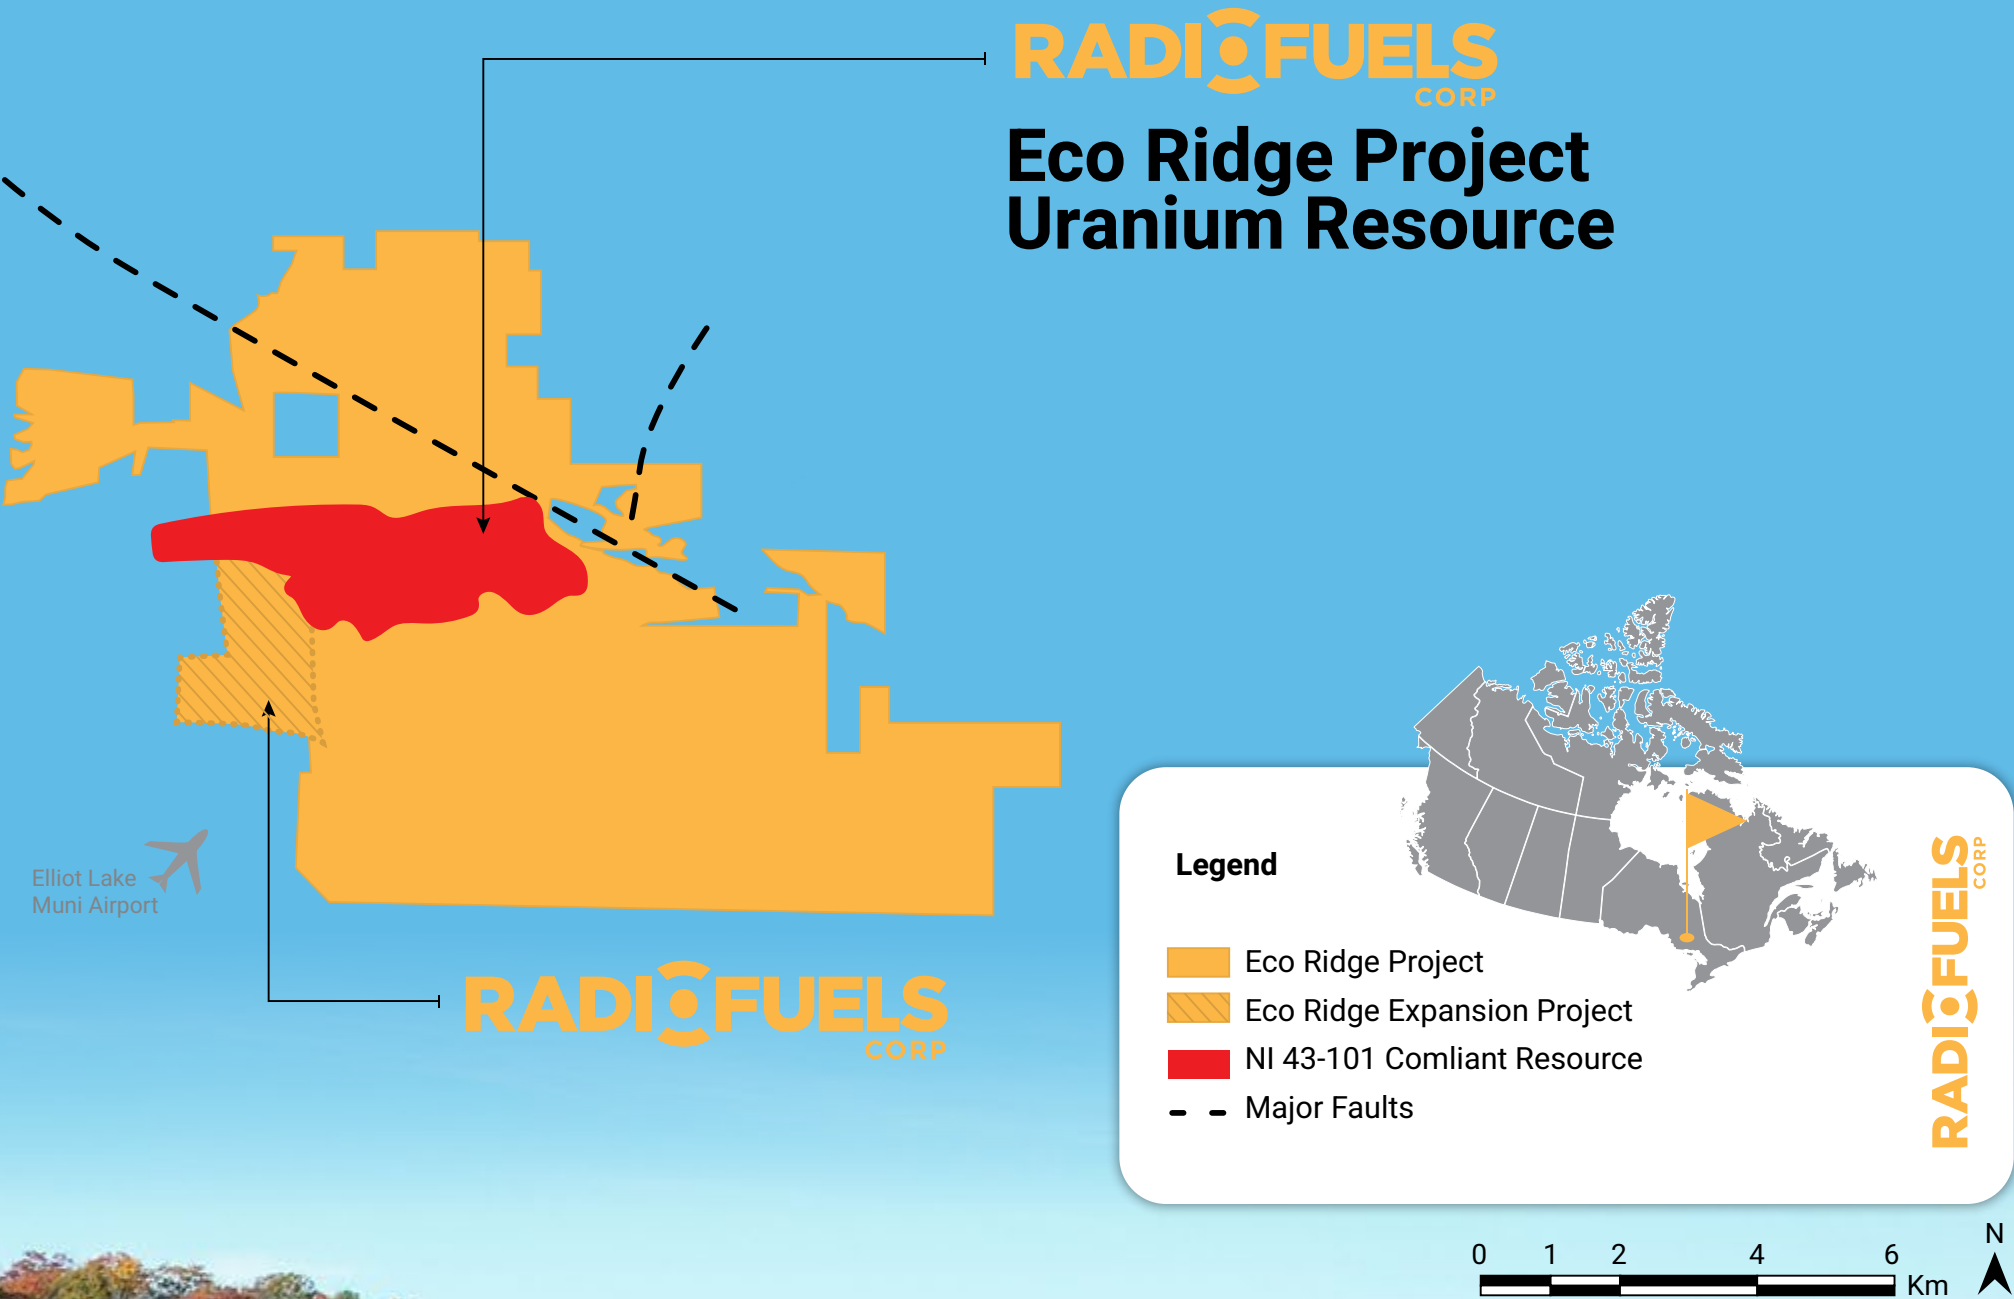 RADIOFUELS
CORP
Eco Ridge Project
Uranium Resource
Elliot Lake
Muni Airport
RADIOFUELS
CORP
Legend
Eco Ridge Project
Eco Ridge Expansion Project
NI 43-101 Comliant Resource
Major Faults
RADIOFUELS
CORP
0 1 2 4 6
Km
N